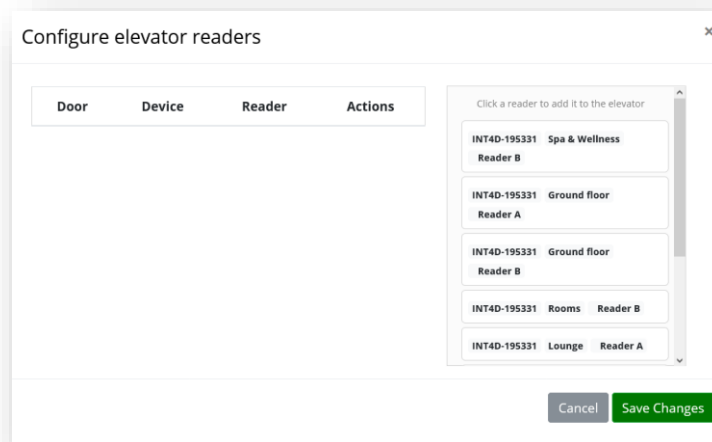 Configure elevator readers
×
Door Device Reader Actions
Click a reader to add it to the elevator
INT4D-195331 Spa & Wellness
Reader B
INT4D-195331 Ground floor
Reader A
INT4D-195331 Ground floor
Reader B
INT4D-195331 Rooms Reader B
INT4D-195331 Lounge Reader A
Cancel Save Changes